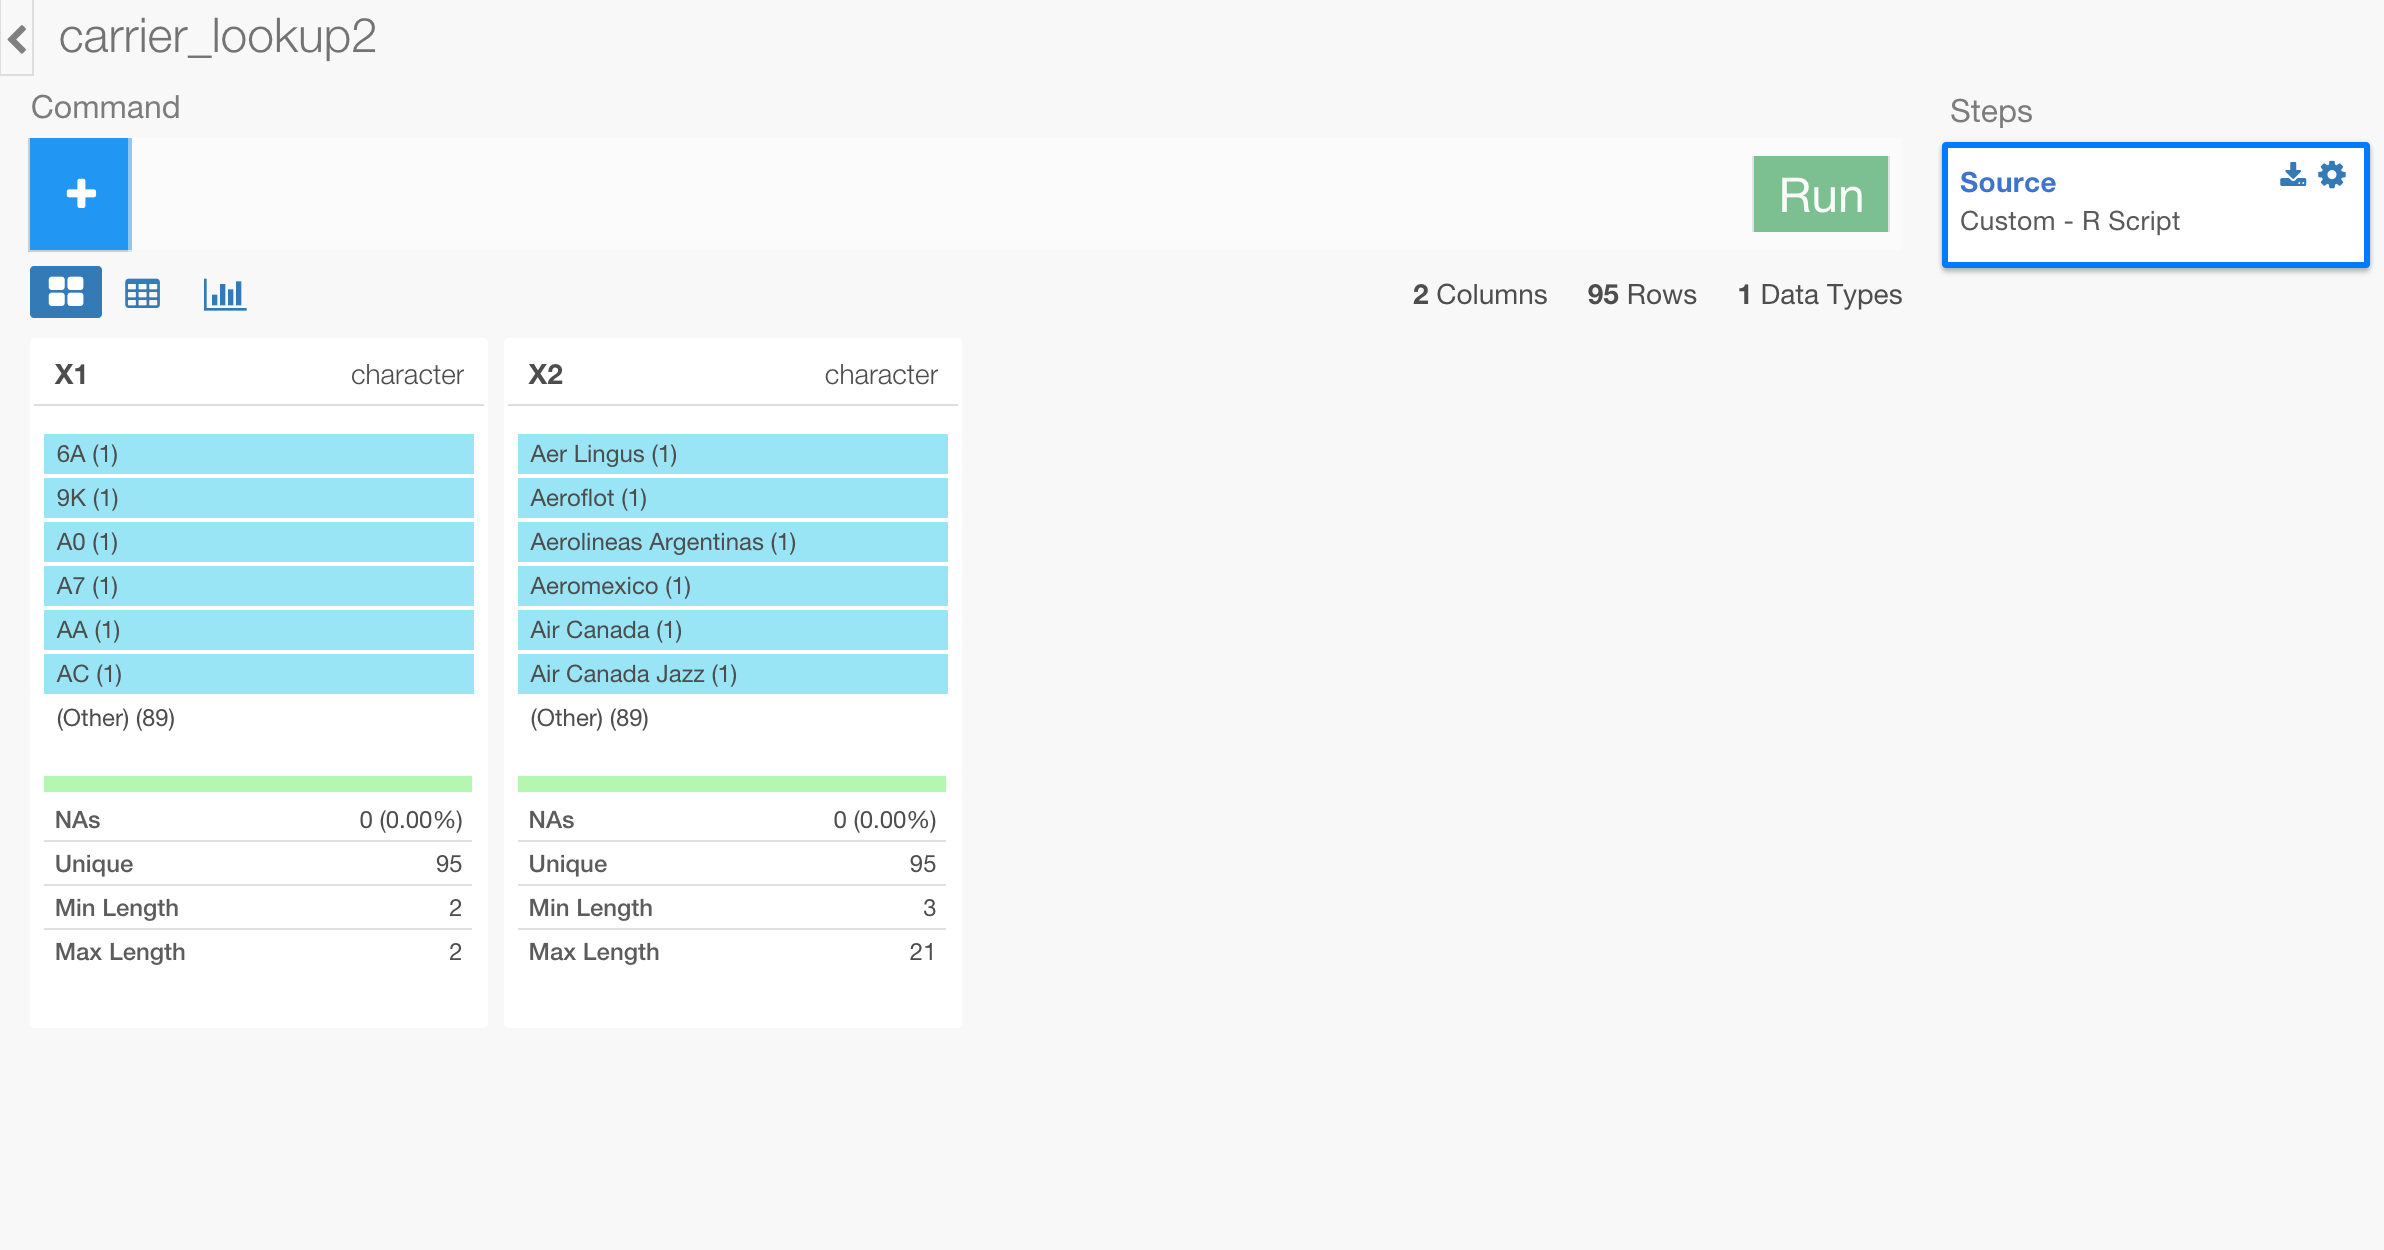 carrier_lookup2
Command
Steps
Run
Source
Custom - R Script
2 Columns 95 Rows 1 Data Types
X1 character
6A (1)
9K (1)
A0 (1)
A7 (1)
AA (1)
AC (1)
(Other) (89)
NAs 0 (0.00%)
Unique 95
Min Length 2
Max Length 2
X2 character
Aer Lingus (1)
Aeroflot (1)
Aerolineas Argentinas (1)
Aeromexico (1)
Air Canada (1)
Air Canada Jazz (1)
(Other) (89)
NAs 0 (0.00%)
Unique 95
Min Length 3
Max Length 21